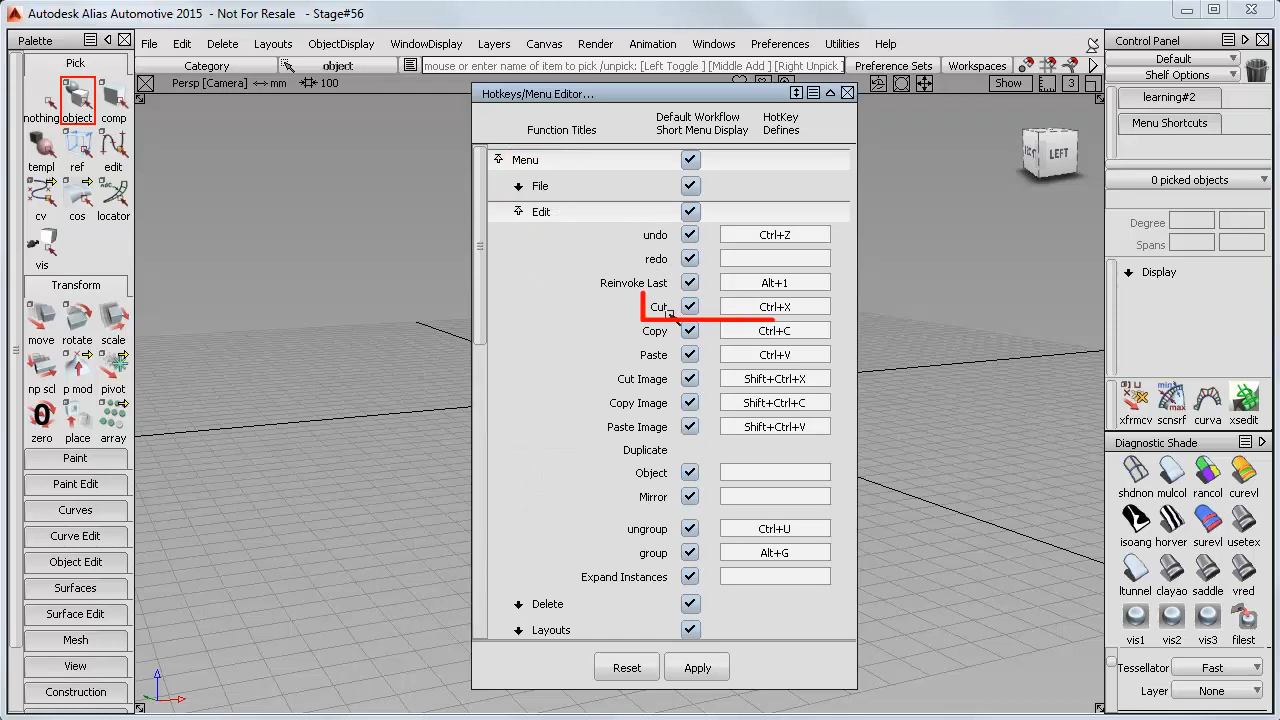 Autodesk Alias Automotive 2015 - Not For Resale - Stage#56
Palette
File Edit Delete Layouts ObjectDisplay WindowDisplay Layers Canvas Render Animation Windows Preferences Utilities Help
Control Panel
Pick
Category
object
mouse or enter name of item to pick /unpick: [Left Toggle ] [Middle Add ] [Right Unpick
Preference Sets
Workspaces
Default
Shelf Options
Persp [Camera] mm 100
Show
3
nothing object comp
templ ref edit
cv cos locator
vis
Transform
move rotate scale
np scl p mod pivot
0
zero place array
Paint
Paint Edit
Curves
Curve Edit
Object Edit
Surfaces
Surface Edit
Mesh
View
Construction
Hotkeys/Menu Editor...
Function Titles
Default Workflow
Short Menu Display
HotKey
Defines
Menu
File
Edit
undo Ctrl+Z
redo
Reinvoke Last Alt+1
Cut Ctrl+X
Copy Ctrl+C
Paste Ctrl+V
Cut Image Shift+Ctrl+X
Copy Image Shift+Ctrl+C
Paste Image Shift+Ctrl+V
Duplicate
Object
Mirror
ungroup Ctrl+U
group Alt+G
Expand Instances
Delete
Layouts
Reset Apply
LEFT
learning#2
Menu Shortcuts
0 picked objects
Degree
Spans
Display
xfrmcv scnsrf curva xsedit
Diagnostic Shade
shdnon mulcol rancol curevl
isoang horver surevl usetex
ltunnel clayao saddle vred
vis1 vis2 vis3 filest
Tessellator Fast
Layer None